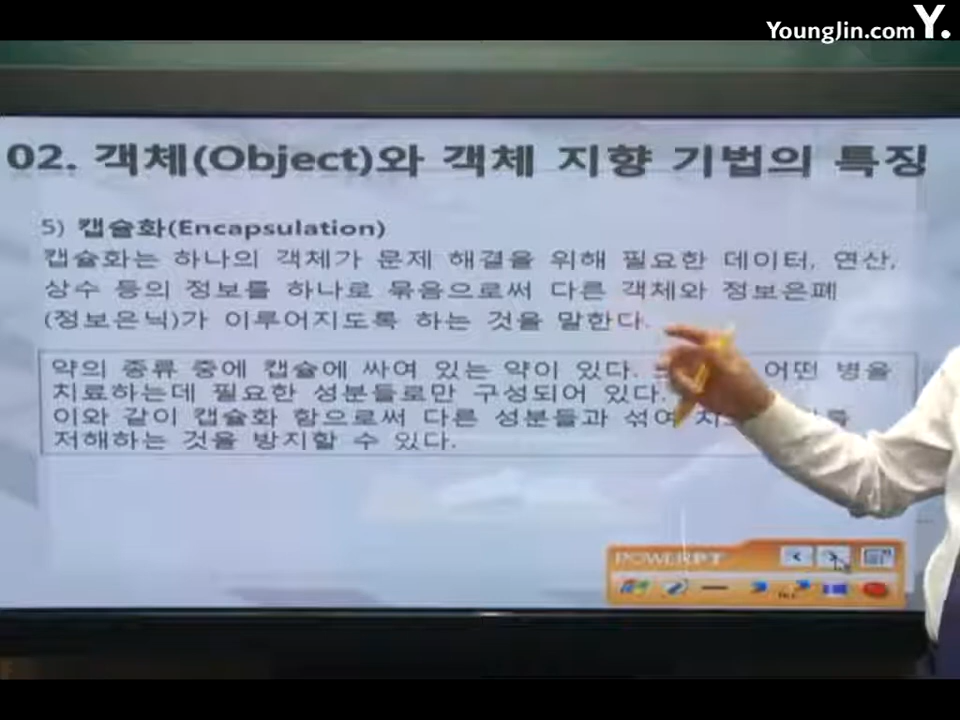 YoungJin.com Y.
02. 객체(Object)와 객체 지향 기법의 특징
5) 캡슐화(Encapsulation)
캡슐화는 하나의 객체가 문제 해결을 위해 필요한 데이터, 연산,
상수 등의 정보를 하나로 묶음으로써 다른 객체와 정보은폐
(정보은닉)가 이루어지도록 하는 것을 말한다.
약의 종류 중에 캡슐에 싸여 있는 약이 있다. 어떤 병을
치료하는데 필요한 성분들로만 구성되어 있다.
이와 같이 캡슐화 함으로써 다른 성분들과 섞여
저해하는 것을 방지할 수 있다.
POWERPT